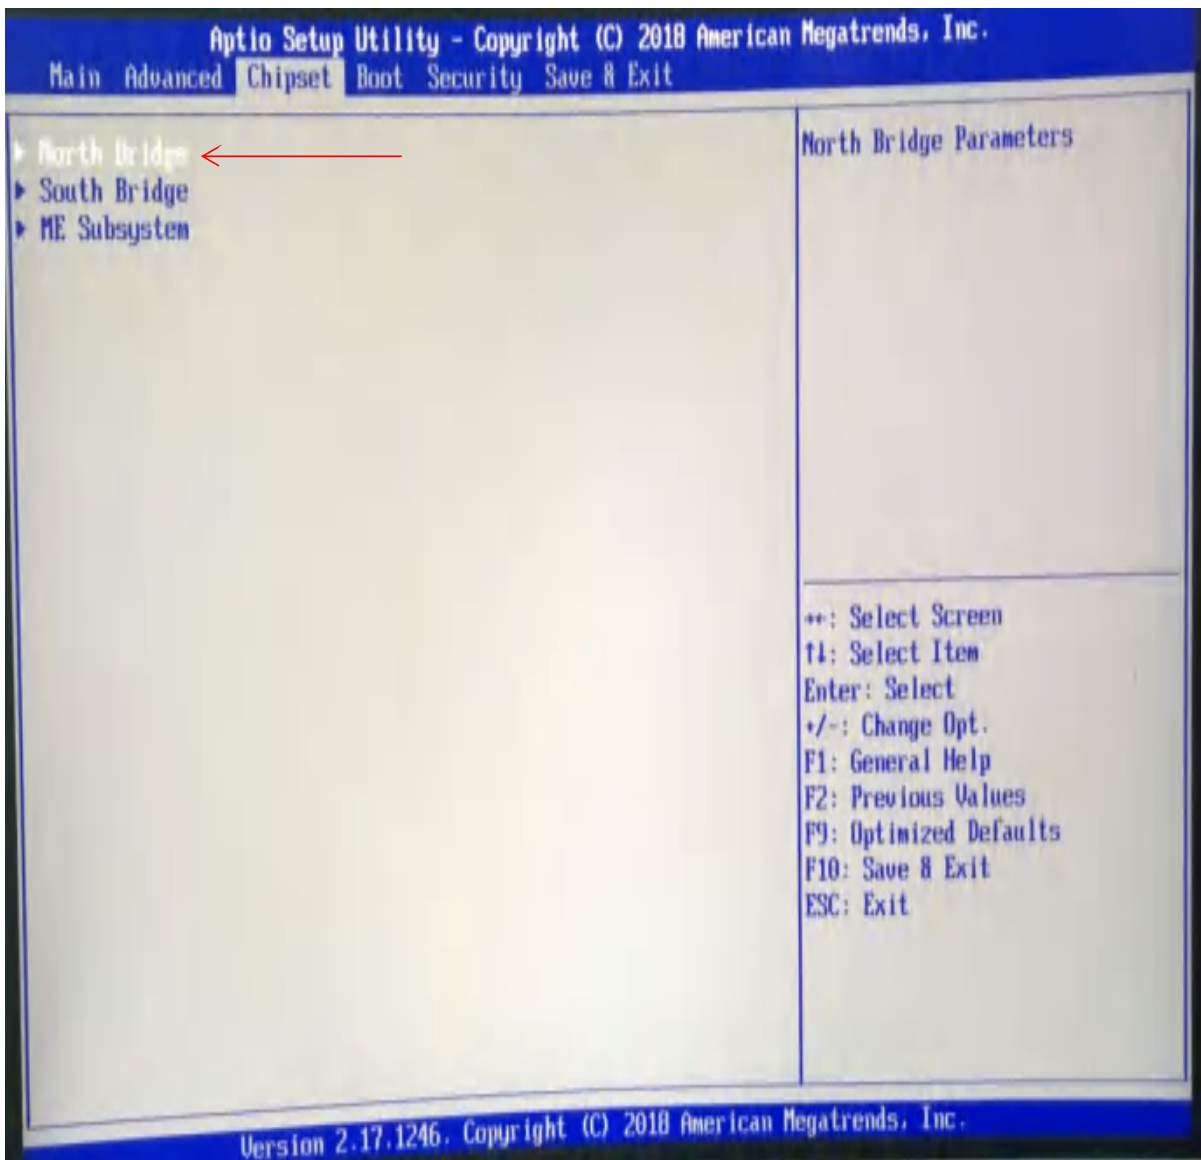 Aptio Setup Utility - Copyright (C) 2018 American Megatrends, Inc.
Main Advanced Chipset Boot Security Save & Exit
North Bridge
South Bridge
ME Subsystem
North Bridge Parameters
→←: Select Screen
↑↓: Select Item
Enter: Select
+/-: Change Opt.
F1: General Help
F2: Previous Values
F9: Optimized Defaults
F10: Save & Exit
ESC: Exit
Version 2.17.1246. Copyright (C) 2018 American Megatrends, Inc.